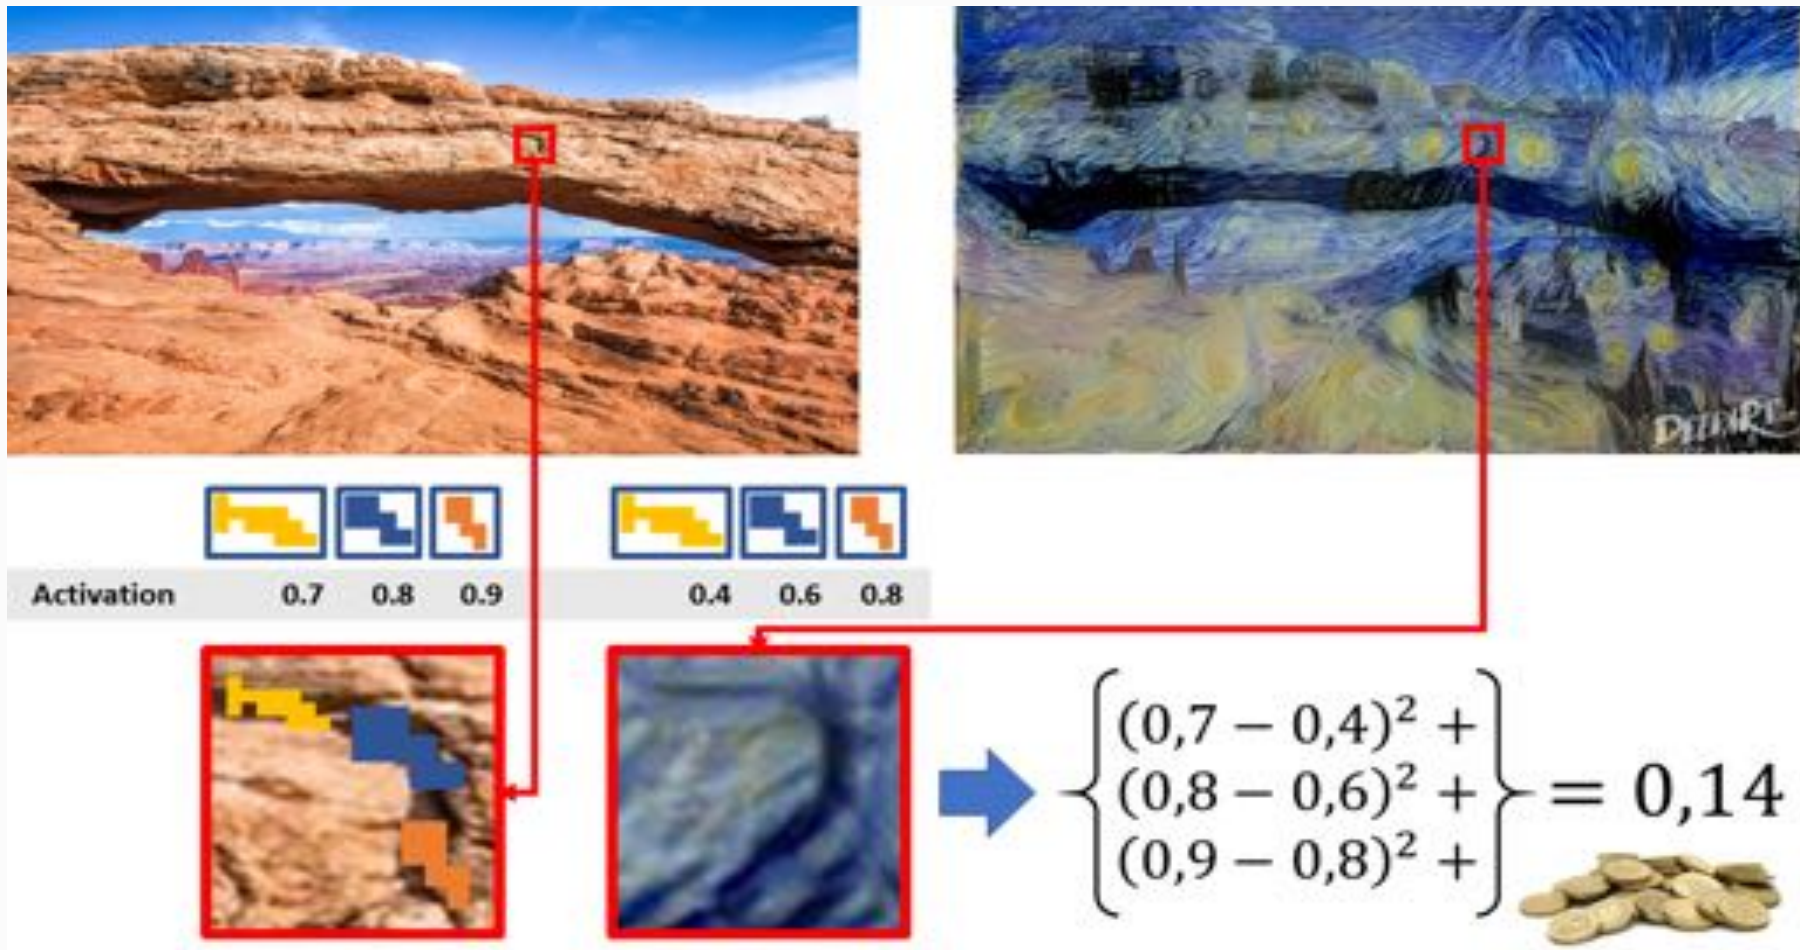 DEEPART
Activation 0.7 0.8 0.9 0.4 0.6 0.8
(0,7 − 0,4)² +
(0,8 − 0,6)² +
(0,9 − 0,8)² +
= 0,14